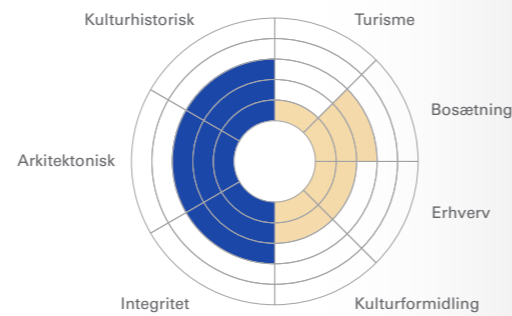 Kulturhistorisk
Turisme
Bosætning
Arkitektonisk
Erhverv
Integritet
Kulturformidling